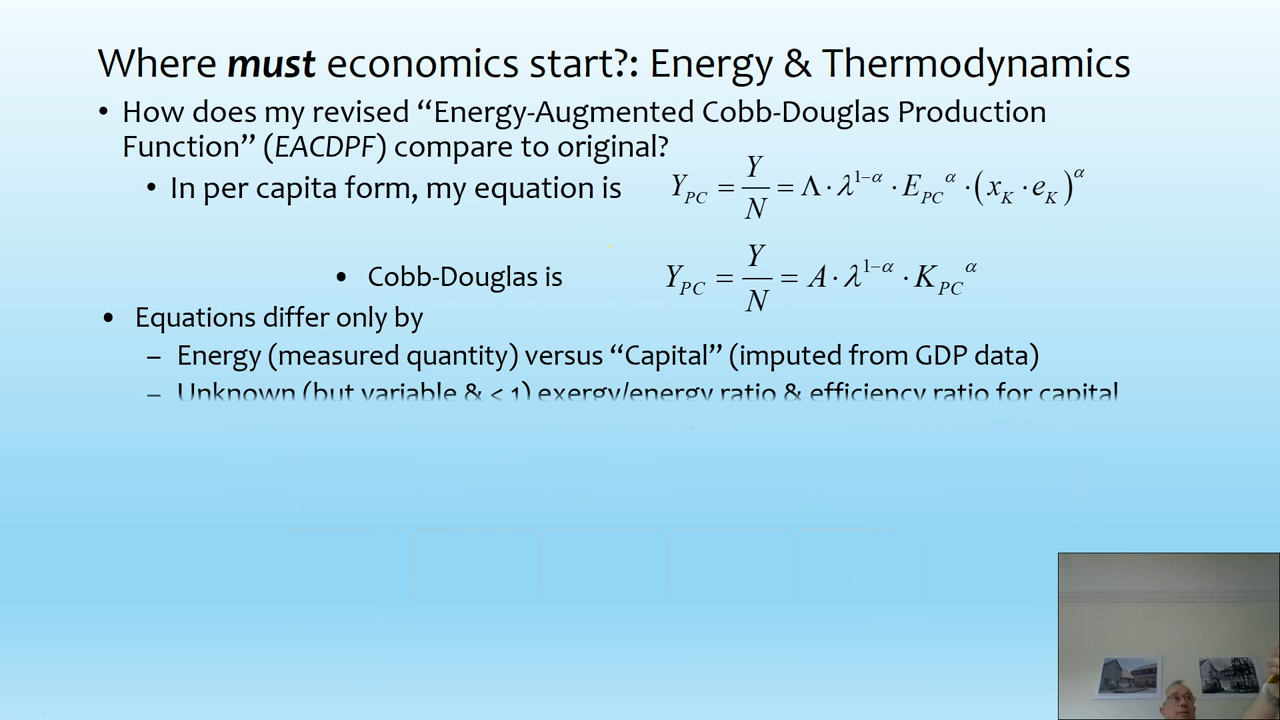 Where must economics start?: Energy & Thermodynamics
• How does my revised “Energy-Augmented Cobb-Douglas Production
Function” (EACDPF) compare to original?
• In per capita form, my equation is Y_PC = Y/N = Λ · λ^(1−α) · E_PC^α · (x_K · e_K)^α
• Cobb-Douglas is Y_PC = Y/N = A · λ^(1−α) · K_PC^α
• Equations differ only by
– Energy (measured quantity) versus “Capital” (imputed from GDP data)
– Unknown (but variable & < 1) exergy/energy ratio & efficiency ratio for capital